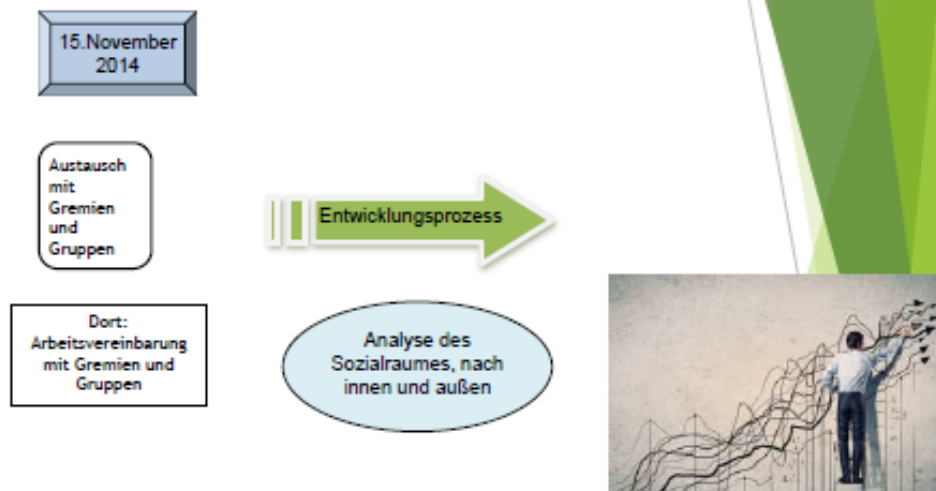 15.November
2014
Austausch
mit
Gremien
und
Gruppen
Entwicklungsprozess
Dort:
Arbeitsvereinbarung
mit Gremien und
Gruppen
Analyse des
Sozialraumes, nach
innen und außen